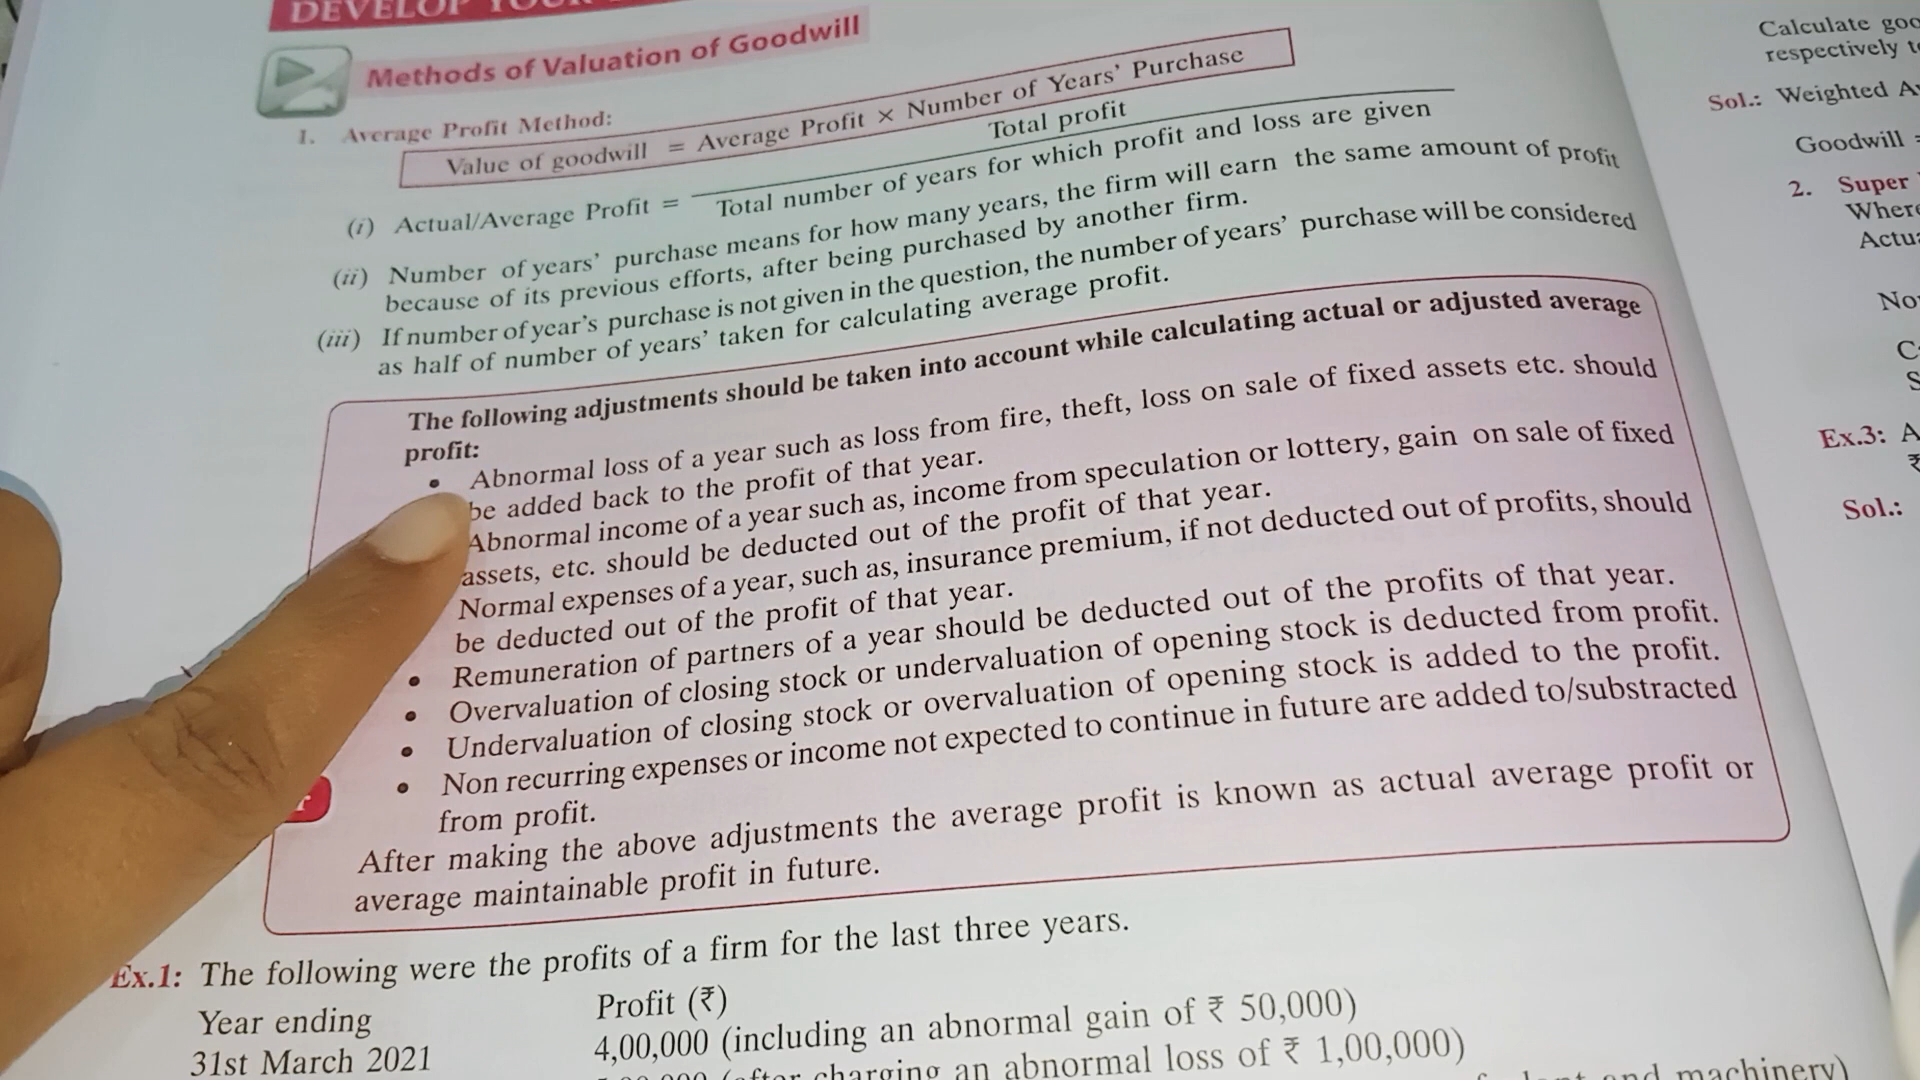 DEVELOP YOUR
Methods of Valuation of Goodwill
1. Average Profit Method:
Value of goodwill = Average Profit × Number of Years' Purchase
(i) Actual/Average Profit = Total profit
Total number of years for which profit and loss are given
(ii) Number of years' purchase means for how many years, the firm will earn the same amount of profit
because of its previous efforts, after being purchased by another firm.
(iii) If number of year's purchase is not given in the question, the number of years' purchase will be considered
as half of number of years' taken for calculating average profit.
The following adjustments should be taken into account while calculating actual or adjusted average
profit:
• Abnormal loss of a year such as loss from fire, theft, loss on sale of fixed assets etc. should
be added back to the profit of that year.
Abnormal income of a year such as, income from speculation or lottery, gain on sale of fixed
assets, etc. should be deducted out of the profit of that year.
Normal expenses of a year, such as, insurance premium, if not deducted out of profits, should
be deducted out of the profit of that year.
• Remuneration of partners of a year should be deducted out of the profits of that year.
• Overvaluation of closing stock or undervaluation of opening stock is deducted from profit.
• Undervaluation of closing stock or overvaluation of opening stock is added to the profit.
• Non recurring expenses or income not expected to continue in future are added to/substracted
from profit.
After making the above adjustments the average profit is known as actual average profit or
average maintainable profit in future.
Ex.1: The following were the profits of a firm for the last three years.
Year ending Profit (₹)
31st March 2021 4,00,000 (including an abnormal gain of ₹ 50,000)
(after charging an abnormal loss of ₹ 1,00,000)
and machinery)
Calculate
respectively
Sol.: Weighted
Goodwill =
2. Super
Where
Ex.3: A
₹
Sol.: